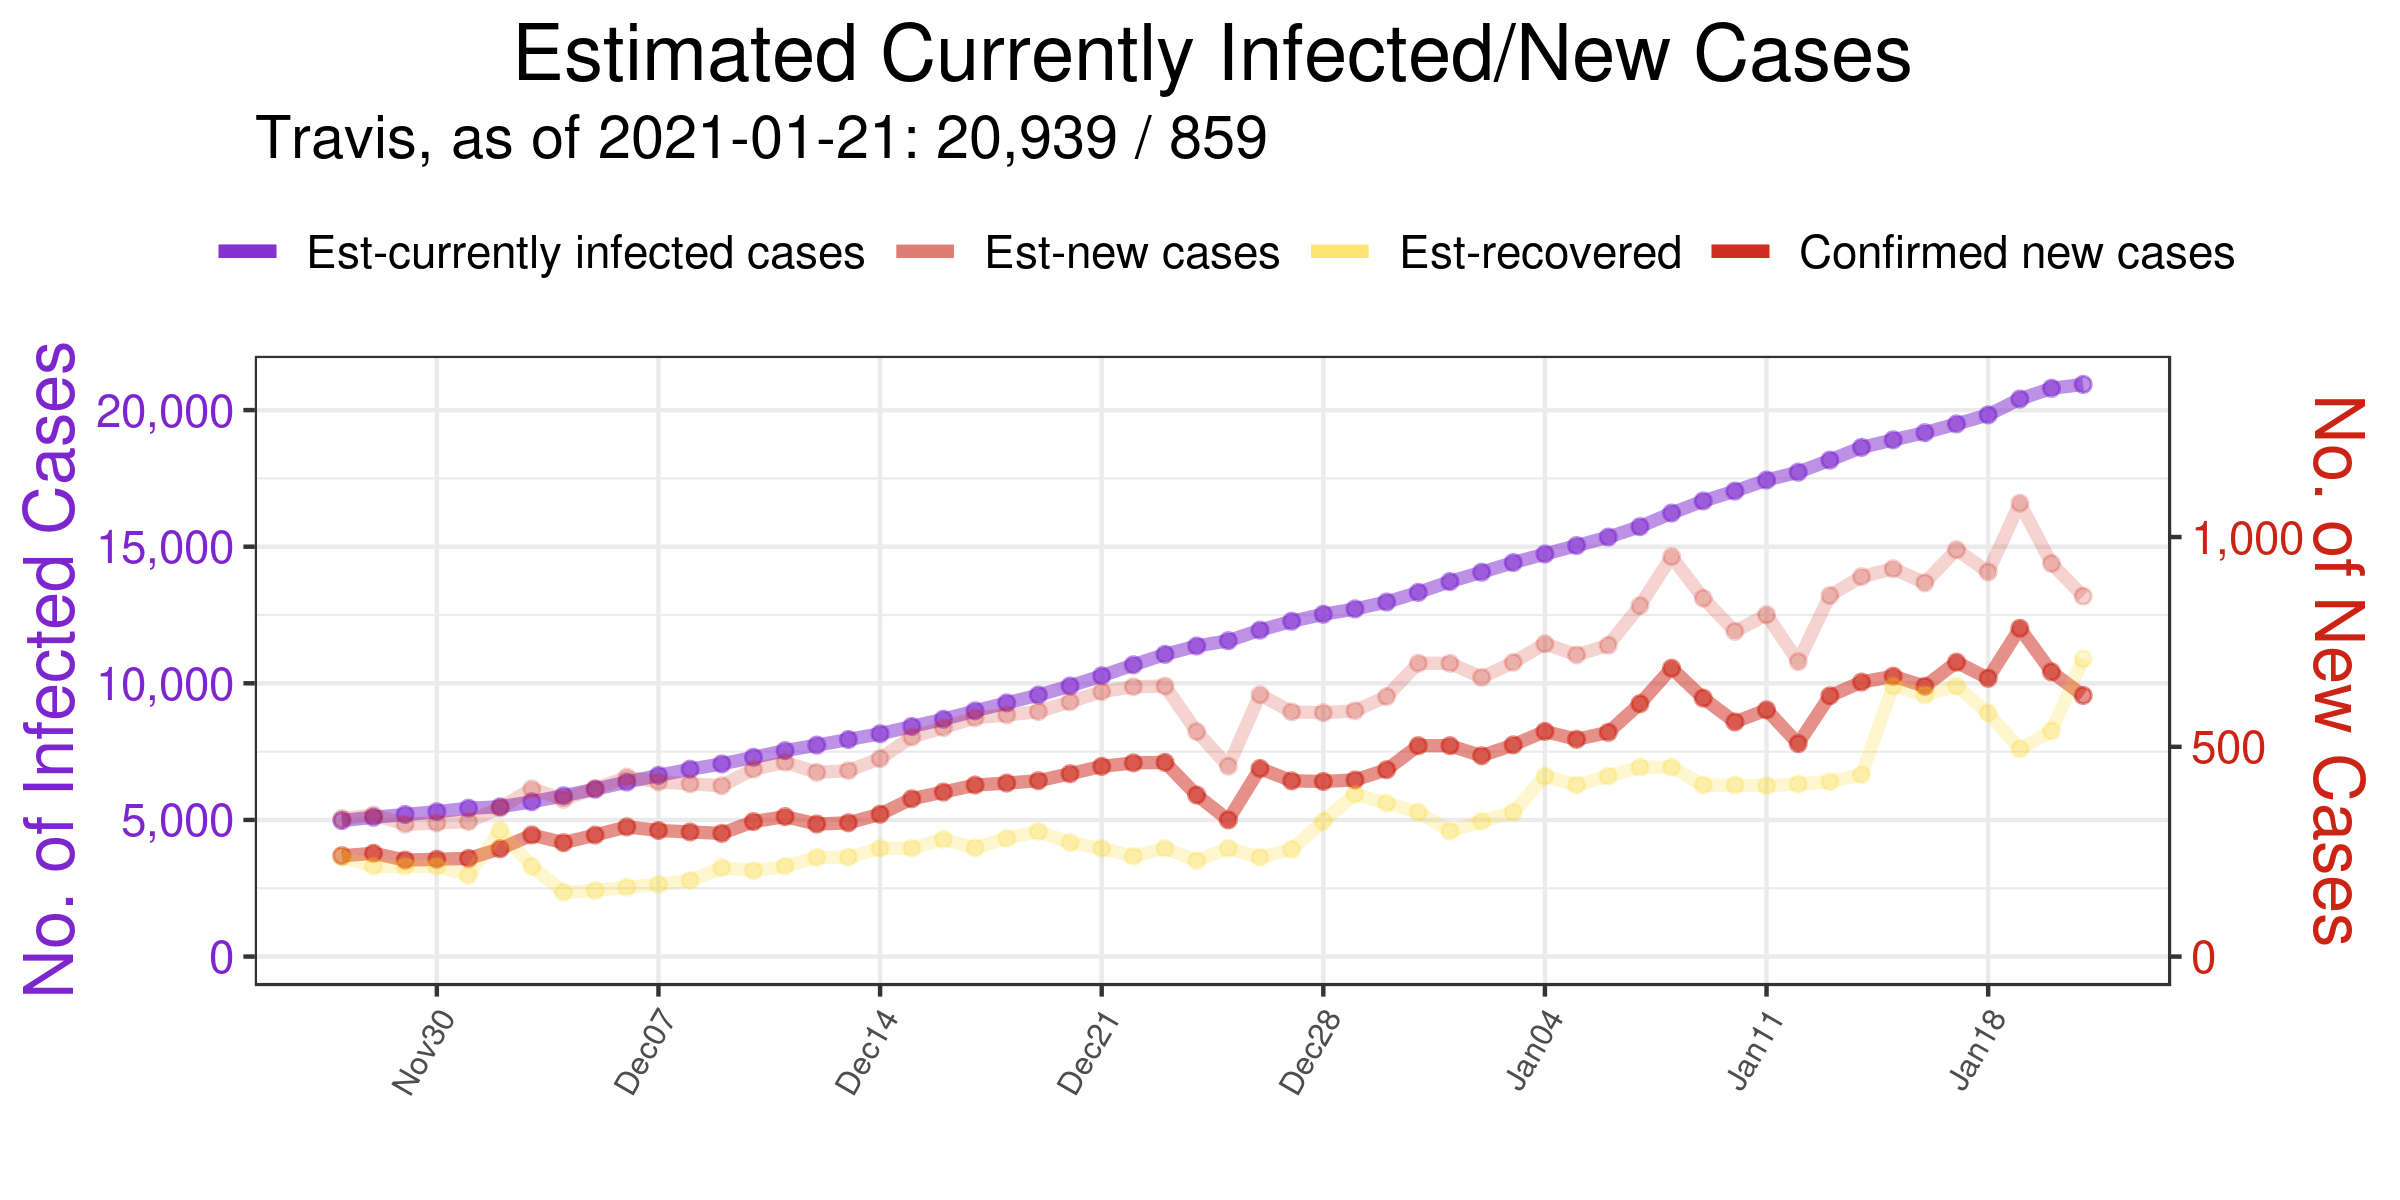 Estimated Currently Infected/New Cases
Travis, as of 2021-01-21: 20,939 / 859
Est-currently infected cases Est-new cases Est-recovered Confirmed new cases
No. of Infected Cases
20,000
15,000
10,000
5,000
0
1,000
500
0
No. of New Cases
Nov30 Dec07 Dec14 Dec21 Dec28 Jan04 Jan11 Jan18